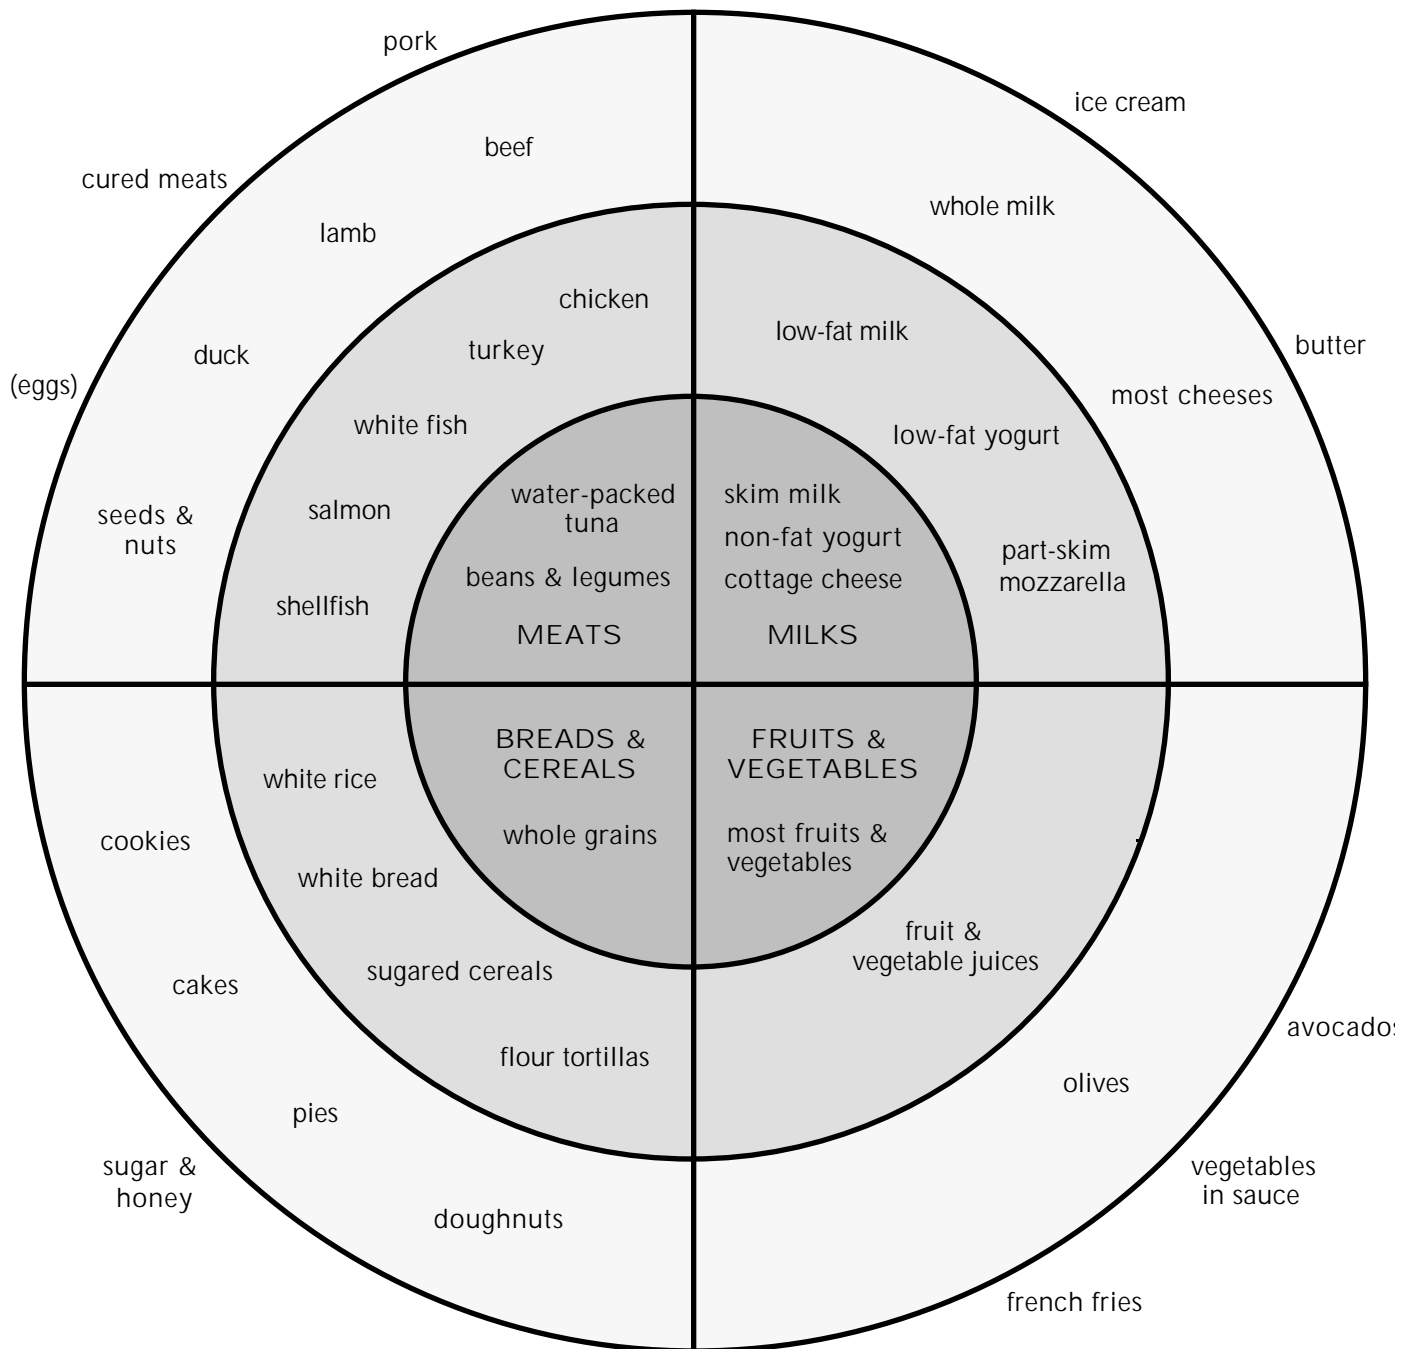 pork
beef
cured meats
lamb
chicken
turkey
duck
(eggs)
white fish
seeds &
nuts
salmon
shellfish
water-packed
tuna
beans & legumes
MEATS
ice cream
whole milk
low-fat milk
butter
most cheeses
low-fat yogurt
skim milk
non-fat yogurt
cottage cheese
part-skim
mozzarella
MILKS
BREADS &
CEREALS
whole grains
white rice
cookies
white bread
sugared cereals
cakes
flour tortillas
pies
sugar &
honey
doughnuts
FRUITS &
VEGETABLES
most fruits &
vegetables
fruit &
vegetable juices
avocados
olives
vegetables
in sauce
french fries